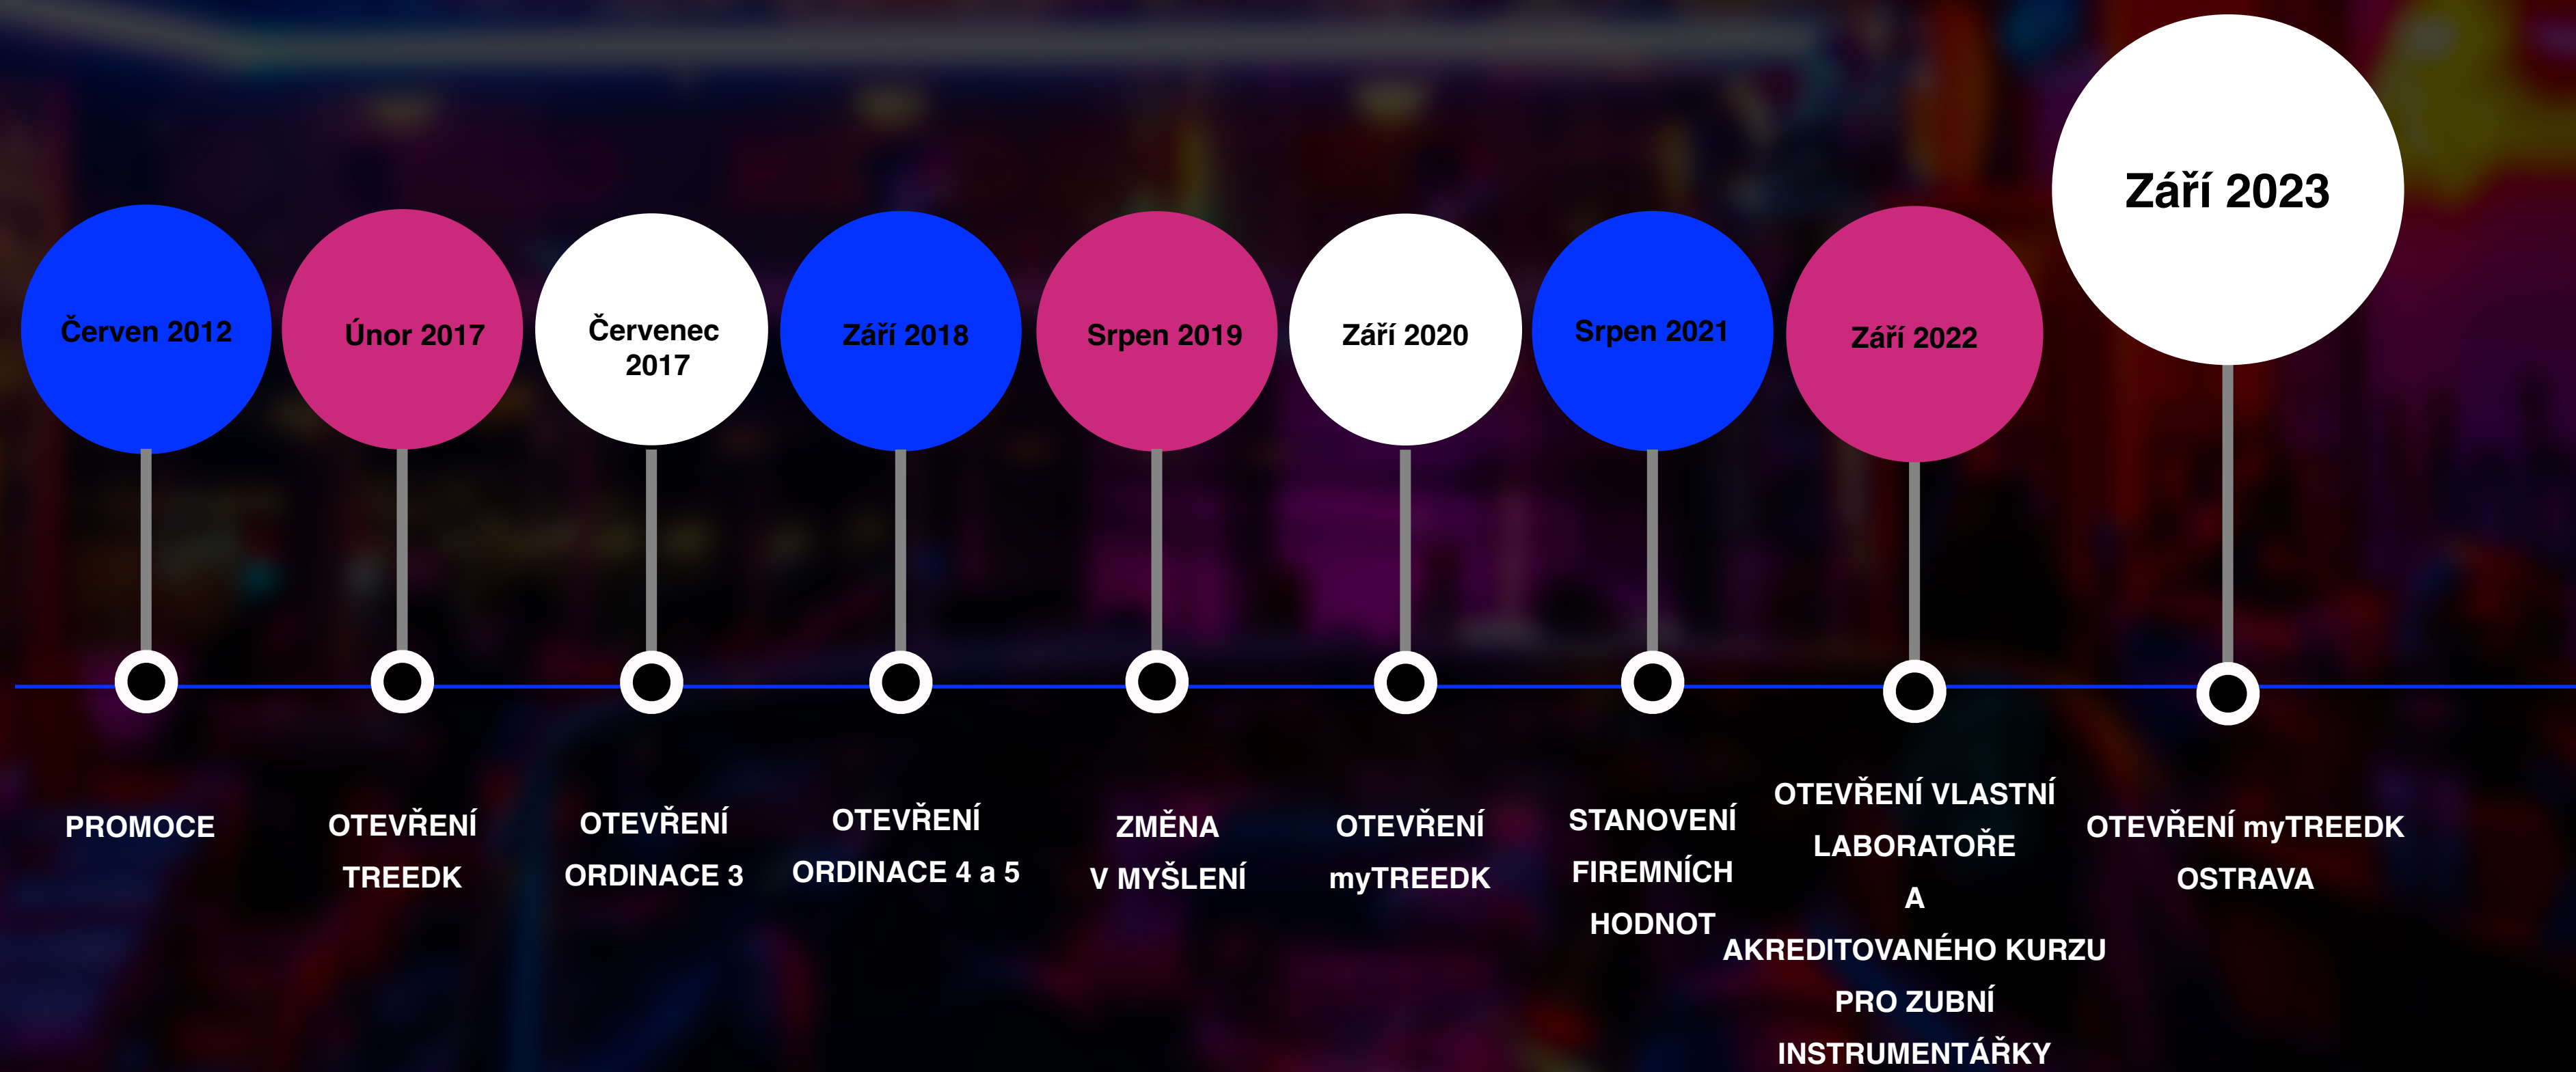 Červen 2012
Únor 2017
Červenec
2017
Září 2018
Srpen 2019
Září 2020
Srpen 2021
Září 2022
Září 2023
PROMOCE
OTEVŘENÍ
TREEDK
OTEVŘENÍ
ORDINACE 3
OTEVŘENÍ
ORDINACE 4 a 5
ZMĚNA
V MYŠLENÍ
OTEVŘENÍ
myTREEDK
STANOVENÍ
FIREMNÍCH
HODNOT
OTEVŘENÍ VLASTNÍ
LABORATOŘE
A
AKREDITOVANÉHO KURZU
PRO ZUBNÍ
INSTRUMENTÁŘKY
OTEVŘENÍ myTREEDK
OSTRAVA